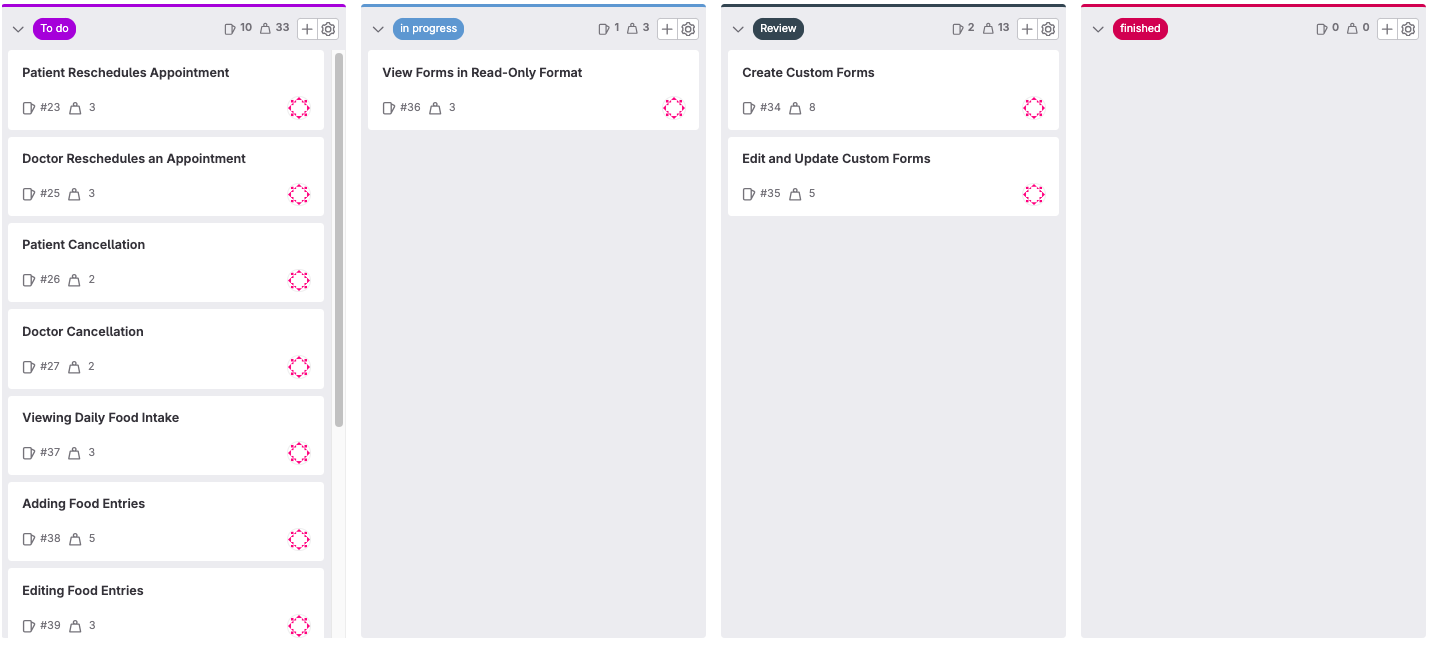 To do 10 33
Patient Reschedules Appointment
#23 3
Doctor Reschedules an Appointment
#25 3
Patient Cancellation
#26 2
Doctor Cancellation
#27 2
Viewing Daily Food Intake
#37 3
Adding Food Entries
#38 5
Editing Food Entries
#39 3
in progress 1 3
View Forms in Read-Only Format
#36 3
Review 2 13
Create Custom Forms
#34 8
Edit and Update Custom Forms
#35 5
finished 0 0